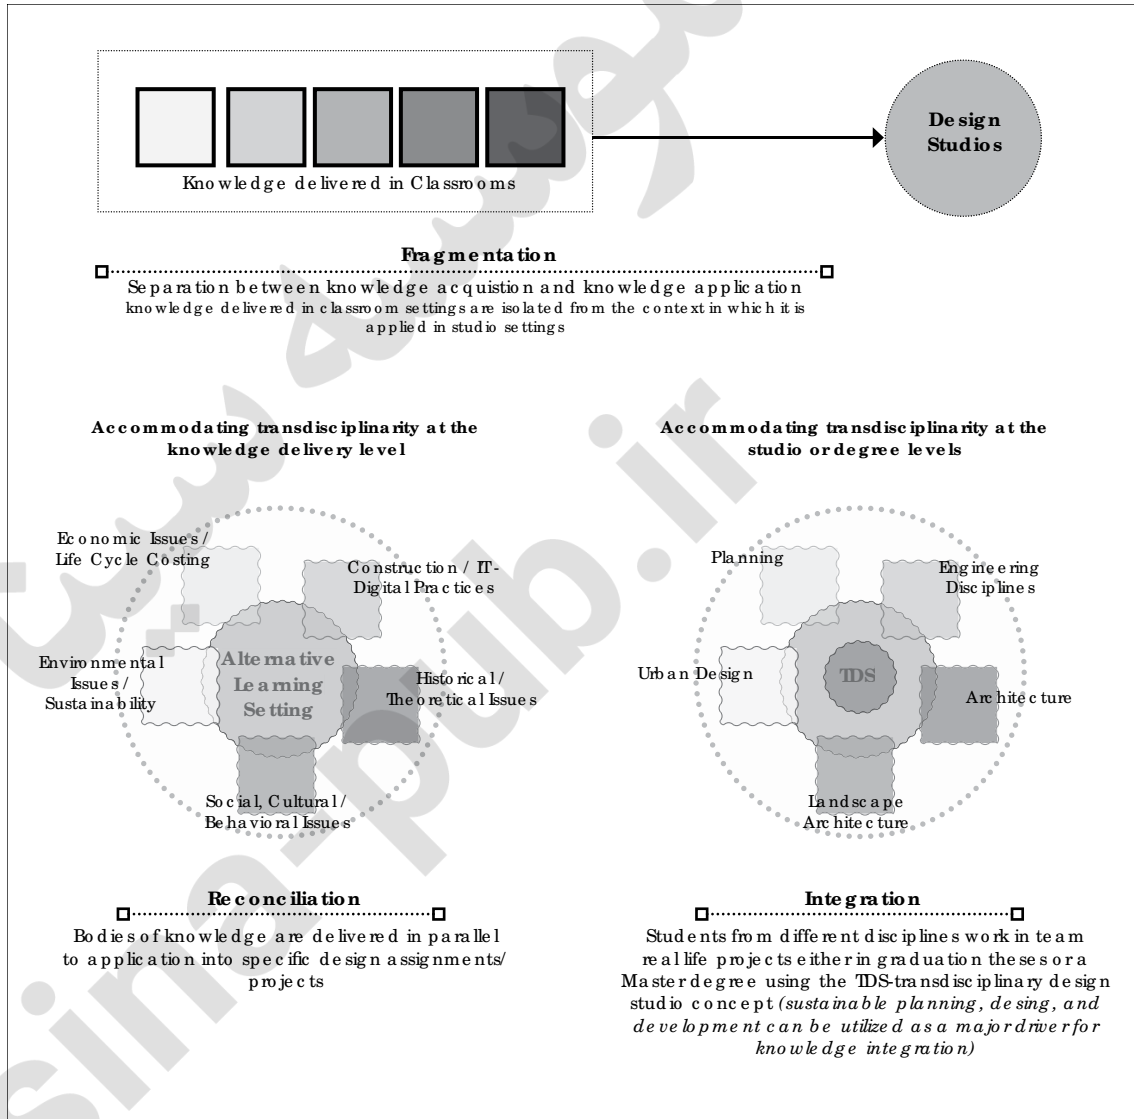 Knowledge delivered in Classrooms
Design
Studios
Fragmentation
Separation between knowledge acquistion and knowledge application
knowledge delivered in classroom settings are isolated from the context in which it is
applied in studio settings
Accommodating transdisciplinarity at the
knowledge delivery level
Economic Issues /
Life Cycle Costing
Construction / IT-
Digital Practices
Environmental
Issues /
Sustainability
Alternative
Learning
Setting
Historical /
Theoretical Issues
Social, Cultural /
Behavioral Issues
Reconciliation
Bodies of knowledge are delivered in parallel
to application into specific design assignments/
projects
Accommodating transdisciplinarity at the
studio or degree levels
Planning
Engineering
Disciplines
Urban Design
TDS
Architecture
Landscape
Architecture
Integration
Students from different disciplines work in team
real life projects either in graduation theses or a
Master degree using the TDS-transdisciplinary design
studio concept (sustainable planning, desing, and
development can be utilized as a major driver for
knowledge integration)
sina-pub.ir